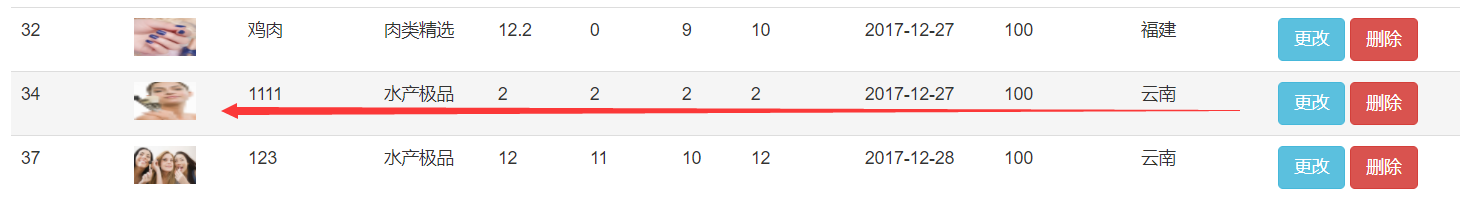 32 鸡肉 肉类精选 12.2 0 9 10 2017-12-27 100 福建 更改 删除
34 1111 水产极品 2 2 2 2 2017-12-27 100 云南 更改 删除
37 123 水产极品 12 11 10 12 2017-12-28 100 云南 更改 删除